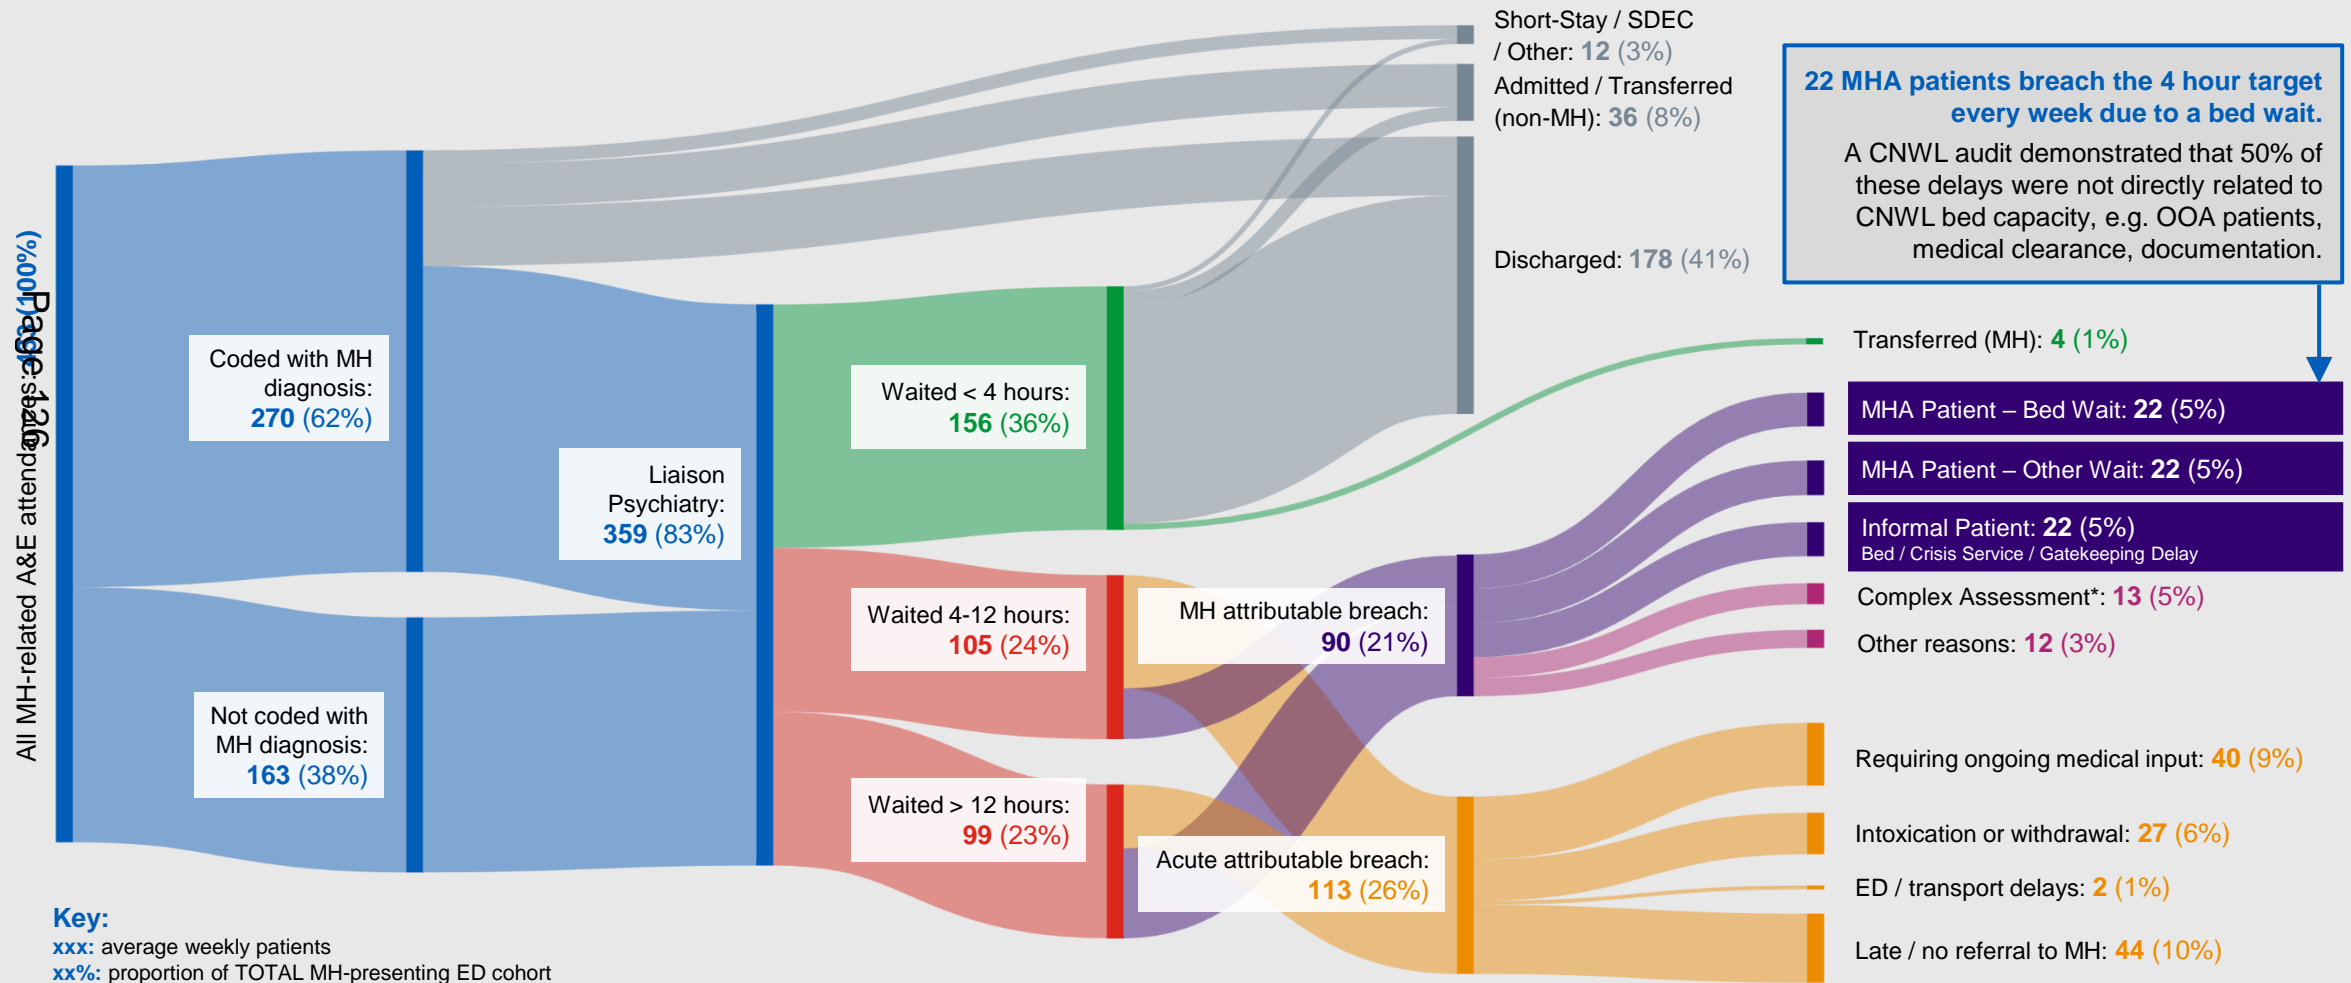 Short-Stay / SDEC
/ Other: 12 (3%)
Admitted / Transferred
(non-MH): 36 (8%)
Discharged: 178 (41%)
22 MHA patients breach the 4 hour target
every week due to a bed wait.
A CNWL audit demonstrated that 50% of
these delays were not directly related to
CNWL bed capacity, e.g. OOA patients,
medical clearance, documentation.
All MH-related A&E attendances: (100%)
Page 126
Coded with MH
diagnosis:
270 (62%)
Not coded with
MH diagnosis:
163 (38%)
Liaison
Psychiatry:
359 (83%)
Waited < 4 hours:
156 (36%)
Waited 4-12 hours:
105 (24%)
Waited > 12 hours:
99 (23%)
MH attributable breach:
90 (21%)
Acute attributable breach:
113 (26%)
Transferred (MH): 4 (1%)
MHA Patient – Bed Wait: 22 (5%)
MHA Patient – Other Wait: 22 (5%)
Informal Patient: 22 (5%)
Bed / Crisis Service / Gatekeeping Delay
Complex Assessment*: 13 (5%)
Other reasons: 12 (3%)
Requiring ongoing medical input: 40 (9%)
Intoxication or withdrawal: 27 (6%)
ED / transport delays: 2 (1%)
Late / no referral to MH: 44 (10%)
Key:
xxx: average weekly patients
xx%: proportion of TOTAL MH-presenting ED cohort